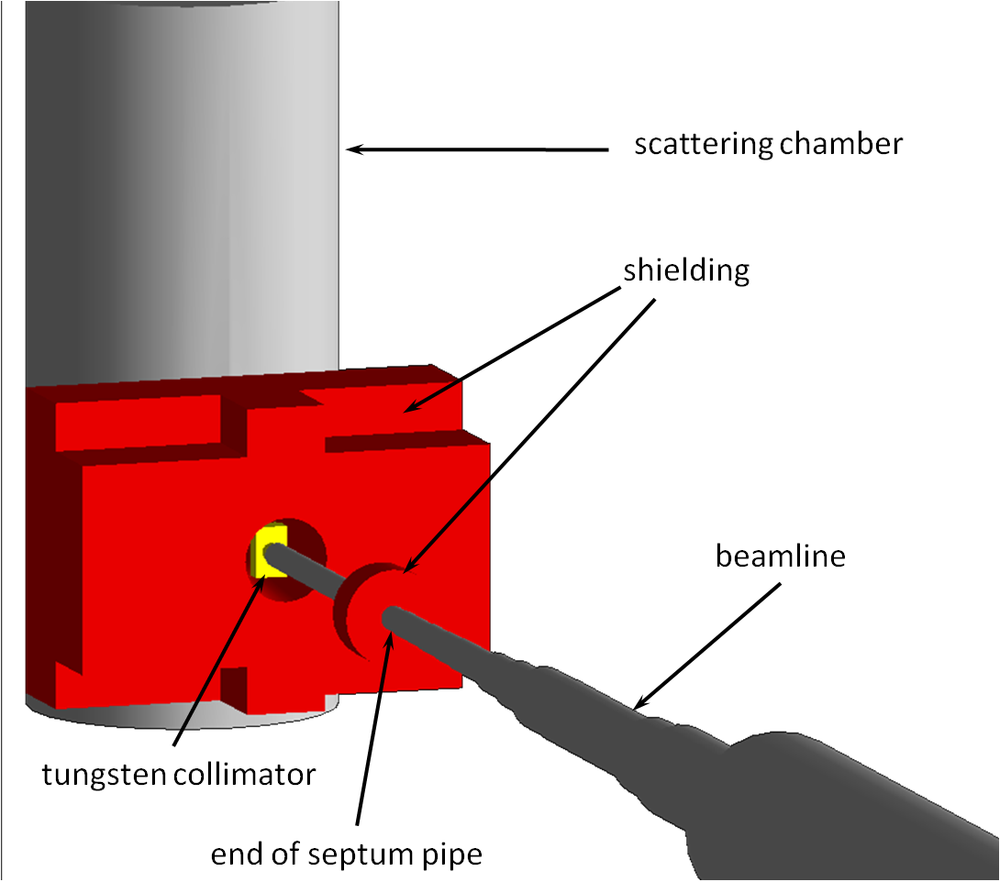 scattering chamber
shielding
beamline
tungsten collimator
end of septum pipe